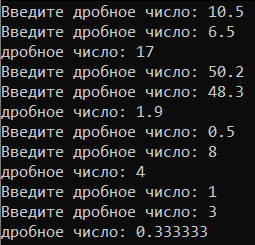 Введите дробное число: 10.5
Введите дробное число: 6.5
дробное число: 17
Введите дробное число: 50.2
Введите дробное число: 48.3
дробное число: 1.9
Введите дробное число: 0.5
Введите дробное число: 8
дробное число: 4
Введите дробное число: 1
Введите дробное число: 3
дробное число: 0.333333